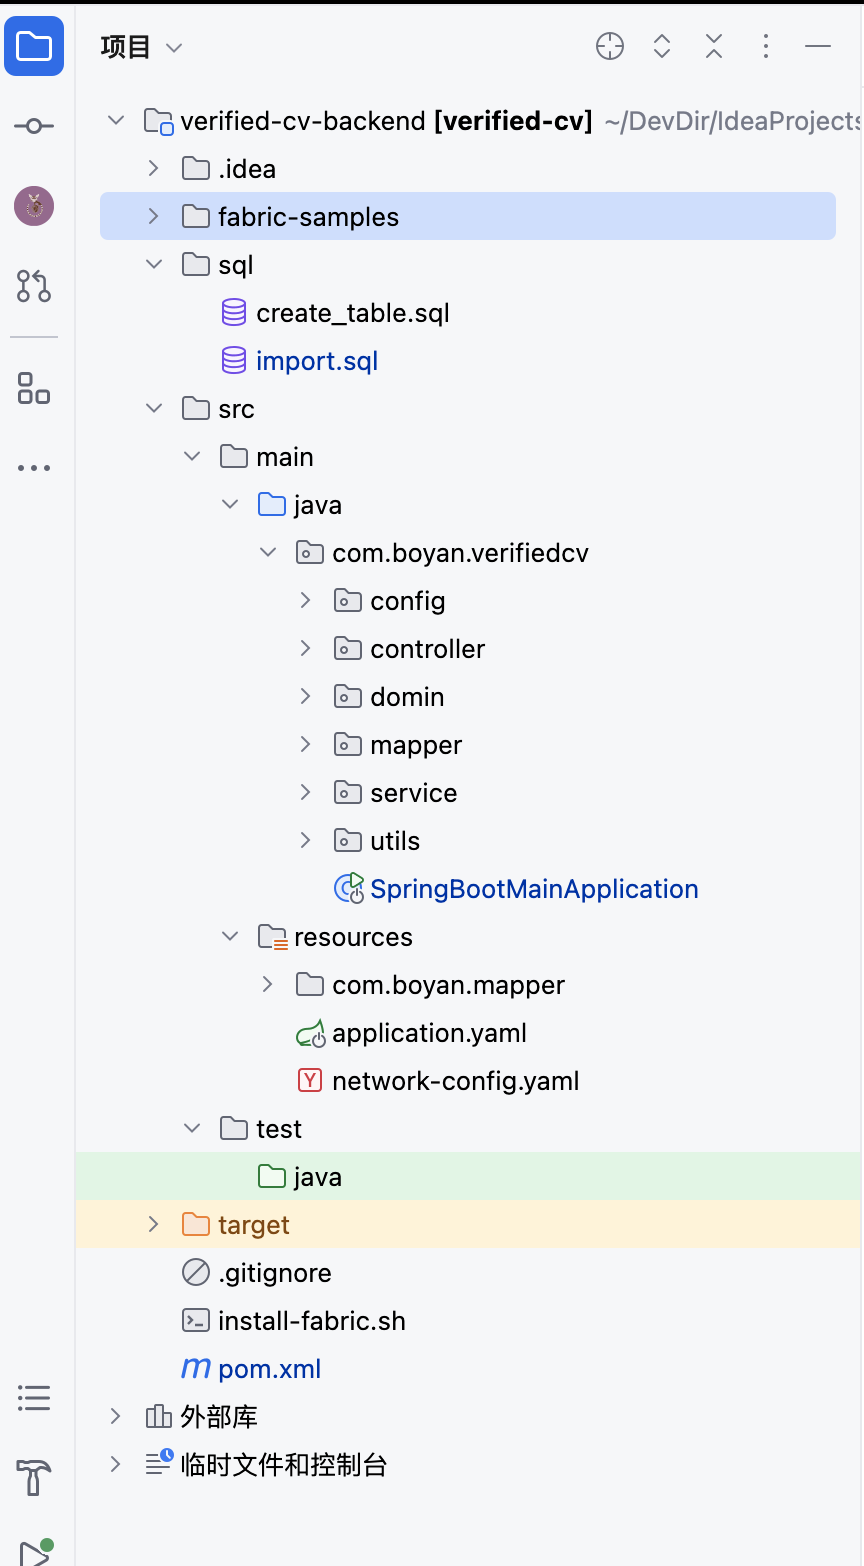 项目
verified-cv-backend [verified-cv] ~/DevDir/IdeaProjects
.idea
fabric-samples
sql
create_table.sql
import.sql
src
main
java
com.boyan.verifiedcv
config
controller
domin
mapper
service
utils
SpringBootMainApplication
resources
com.boyan.mapper
application.yaml
network-config.yaml
test
java
target
.gitignore
install-fabric.sh
pom.xml
外部库
临时文件和控制台